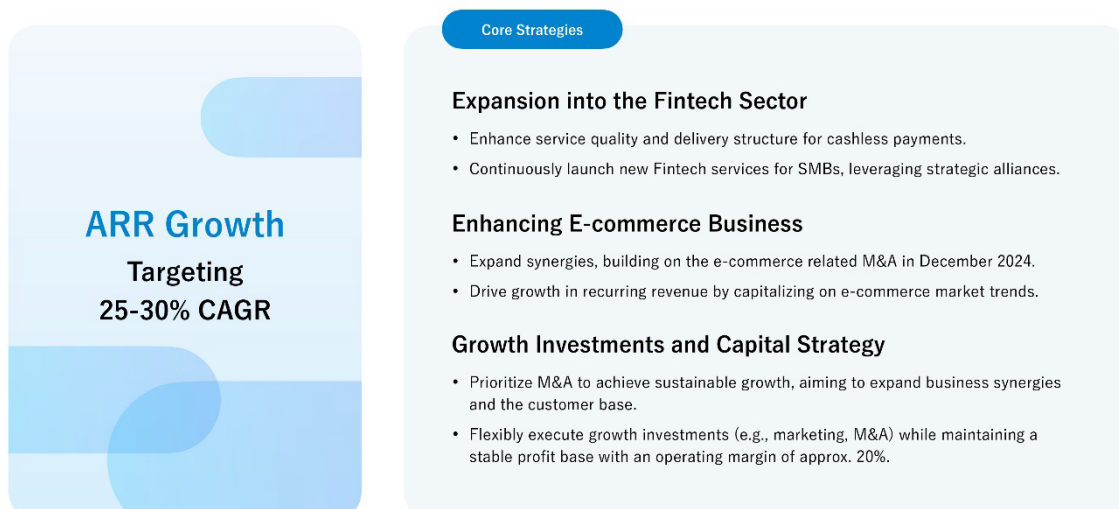 Core Strategies
ARR Growth
Targeting
25-30% CAGR
Expansion into the Fintech Sector
• Enhance service quality and delivery structure for cashless payments.
• Continuously launch new Fintech services for SMBs, leveraging strategic alliances.
Enhancing E-commerce Business
• Expand synergies, building on the e-commerce related M&A in December 2024.
• Drive growth in recurring revenue by capitalizing on e-commerce market trends.
Growth Investments and Capital Strategy
• Prioritize M&A to achieve sustainable growth, aiming to expand business synergies
and the customer base.
• Flexibly execute growth investments (e.g., marketing, M&A) while maintaining a
stable profit base with an operating margin of approx. 20%.